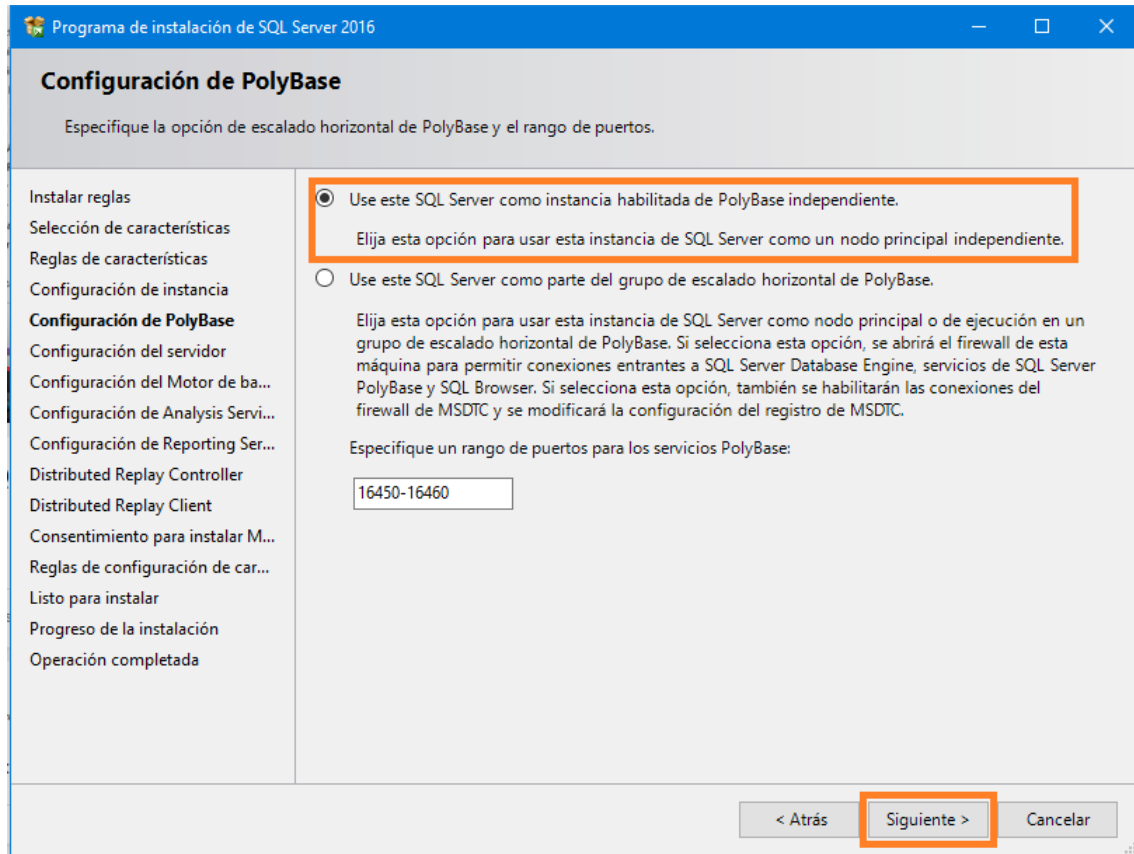 Programa de instalación de SQL Server 2016
Configuración de PolyBase
Especifique la opción de escalado horizontal de PolyBase y el rango de puertos.
Instalar reglas
Selección de características
Reglas de características
Configuración de instancia
Configuración de PolyBase
Configuración del servidor
Configuración del Motor de ba...
Configuración de Analysis Servi...
Configuración de Reporting Ser...
Distributed Replay Controller
Distributed Replay Client
Consentimiento para instalar M...
Reglas de configuración de car...
Listo para instalar
Progreso de la instalación
Operación completada
Use este SQL Server como instancia habilitada de PolyBase independiente.
Elija esta opción para usar esta instancia de SQL Server como un nodo principal independiente.
Use este SQL Server como parte del grupo de escalado horizontal de PolyBase.
Elija esta opción para usar esta instancia de SQL Server como nodo principal o de ejecución en un
grupo de escalado horizontal de PolyBase. Si selecciona esta opción, se abrirá el firewall de esta
máquina para permitir conexiones entrantes a SQL Server Database Engine, servicios de SQL Server
PolyBase y SQL Browser. Si selecciona esta opción, también se habilitarán las conexiones del
firewall de MSDTC y se modificará la configuración del registro de MSDTC.
Especifique un rango de puertos para los servicios PolyBase:
16450-16460
< Atrás
Siguiente >
Cancelar